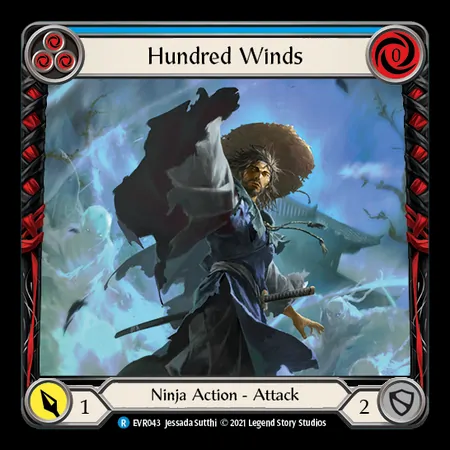 Hundred Winds
0
Ninja Action - Attack
1
2
R EVR043 Jessada Sutthi © 2021 Legend Story Studios